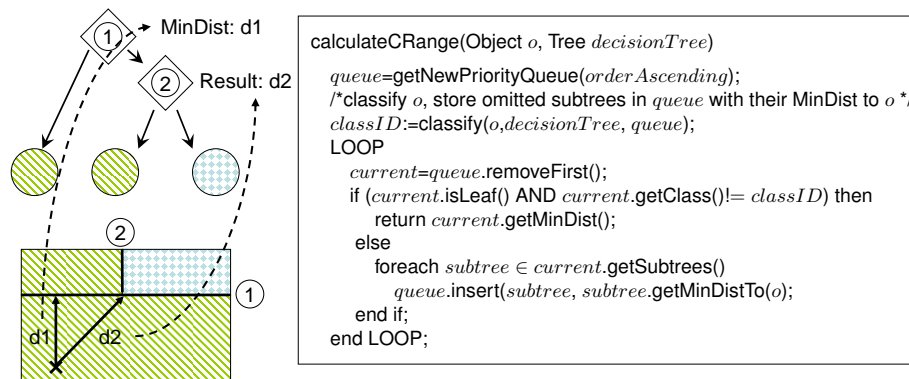 1
MinDist: d1
2
Result: d2
2
1
d1
d2
calculateCRange(Object o, Tree decisionTree)
queue=getNewPriorityQueue(orderAscending);
/*classify o, store omitted subtrees in queue with their MinDist to o */
classID:=classify(o,decisionTree, queue);
LOOP
current=queue.removeFirst();
if (current.isLeaf() AND current.getClass()!= classID) then
return current.getMinDist();
else
foreach subtree ∈ current.getSubtrees()
queue.insert(subtree, subtree.getMinDistTo(o);
end if;
end LOOP;